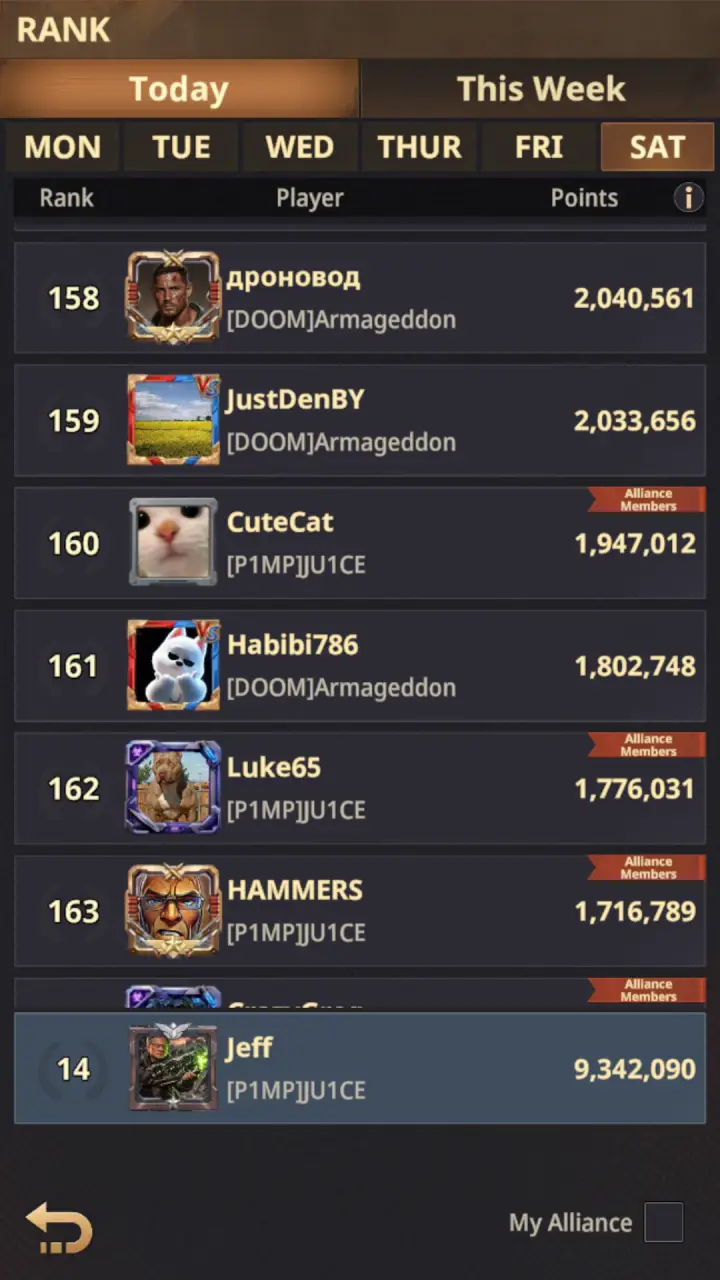 RANK
Today
This Week
MON TUE WED THUR FRI SAT
Rank Player Points i
158
дроновод
[DOOM]Armageddon
2,040,561
159
VS
JustDenBY
[DOOM]Armageddon
2,033,656
160
CuteCat
[P1MP]JU1CE
Alliance
Members
1,947,012
161
VS
Habibi786
[DOOM]Armageddon
1,802,748
162
Luke65
[P1MP]JU1CE
Alliance
Members
1,776,031
163
HAMMERS
[P1MP]JU1CE
Alliance
Members
1,716,789
Alliance
Members
14
Jeff
[P1MP]JU1CE
9,342,090
My Alliance